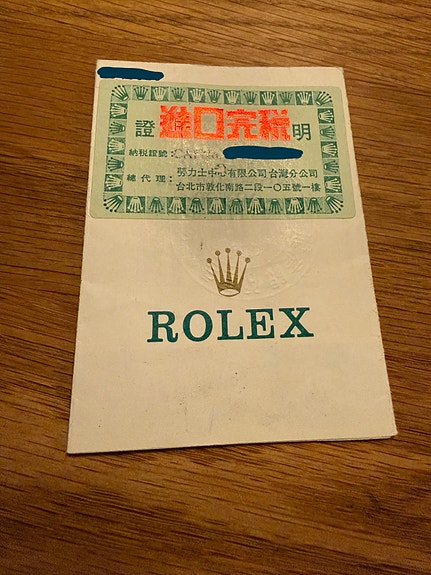 證 進口完稅 明
納稅證號:
總代理: 勞力士中心有限公司台灣分公司
台北市敦化南路二段一〇五號一樓
ROLEX